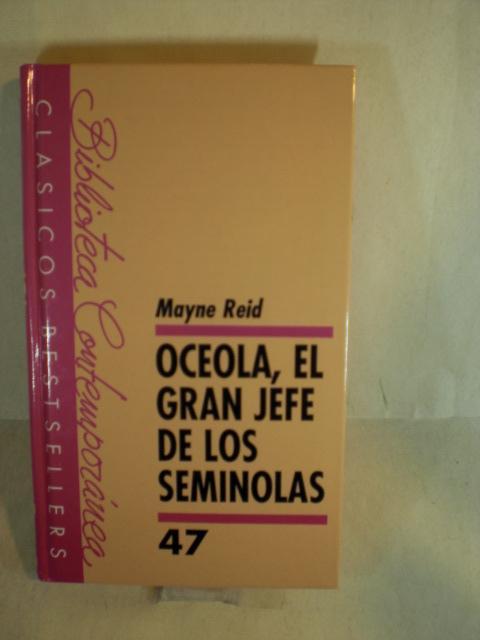 CLASICOS BESTSELLERS
Biblioteca Contemporánea
Mayne Reid
OCEOLA, EL
GRAN JEFE
DE LOS
SEMINOLAS
47